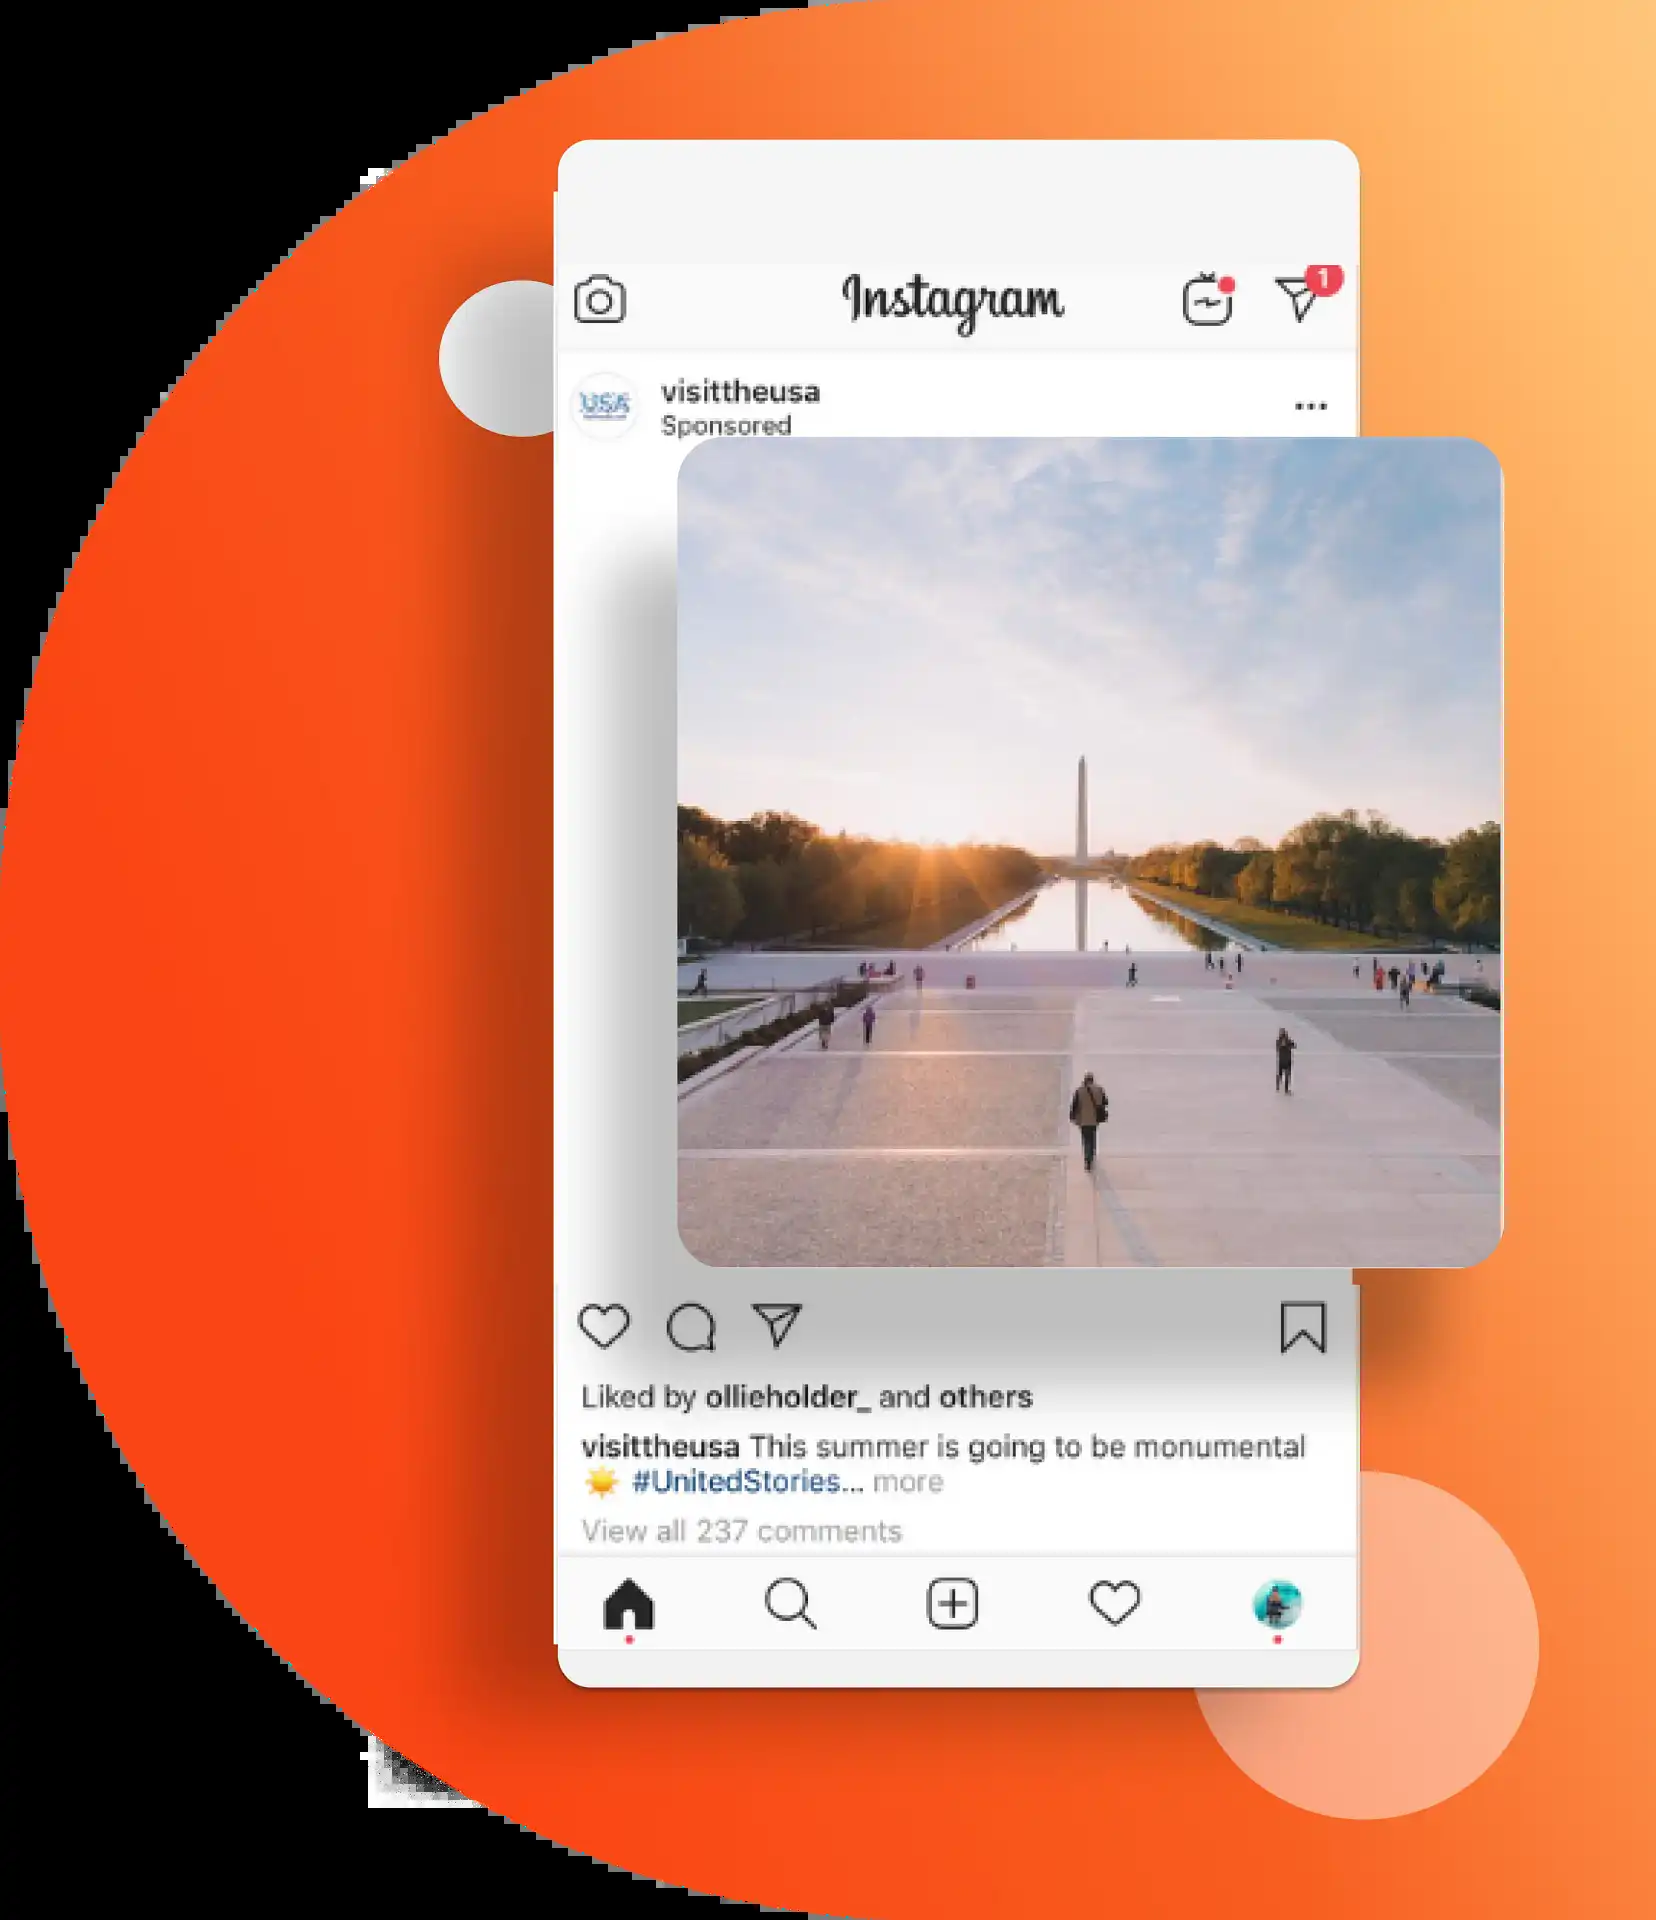 Instagram
1
visittheusa
USA
Sponsored
Liked by ollieholder_ and others
visittheusa This summer is going to be monumental
☀️ #UnitedStories... more
View all 237 comments